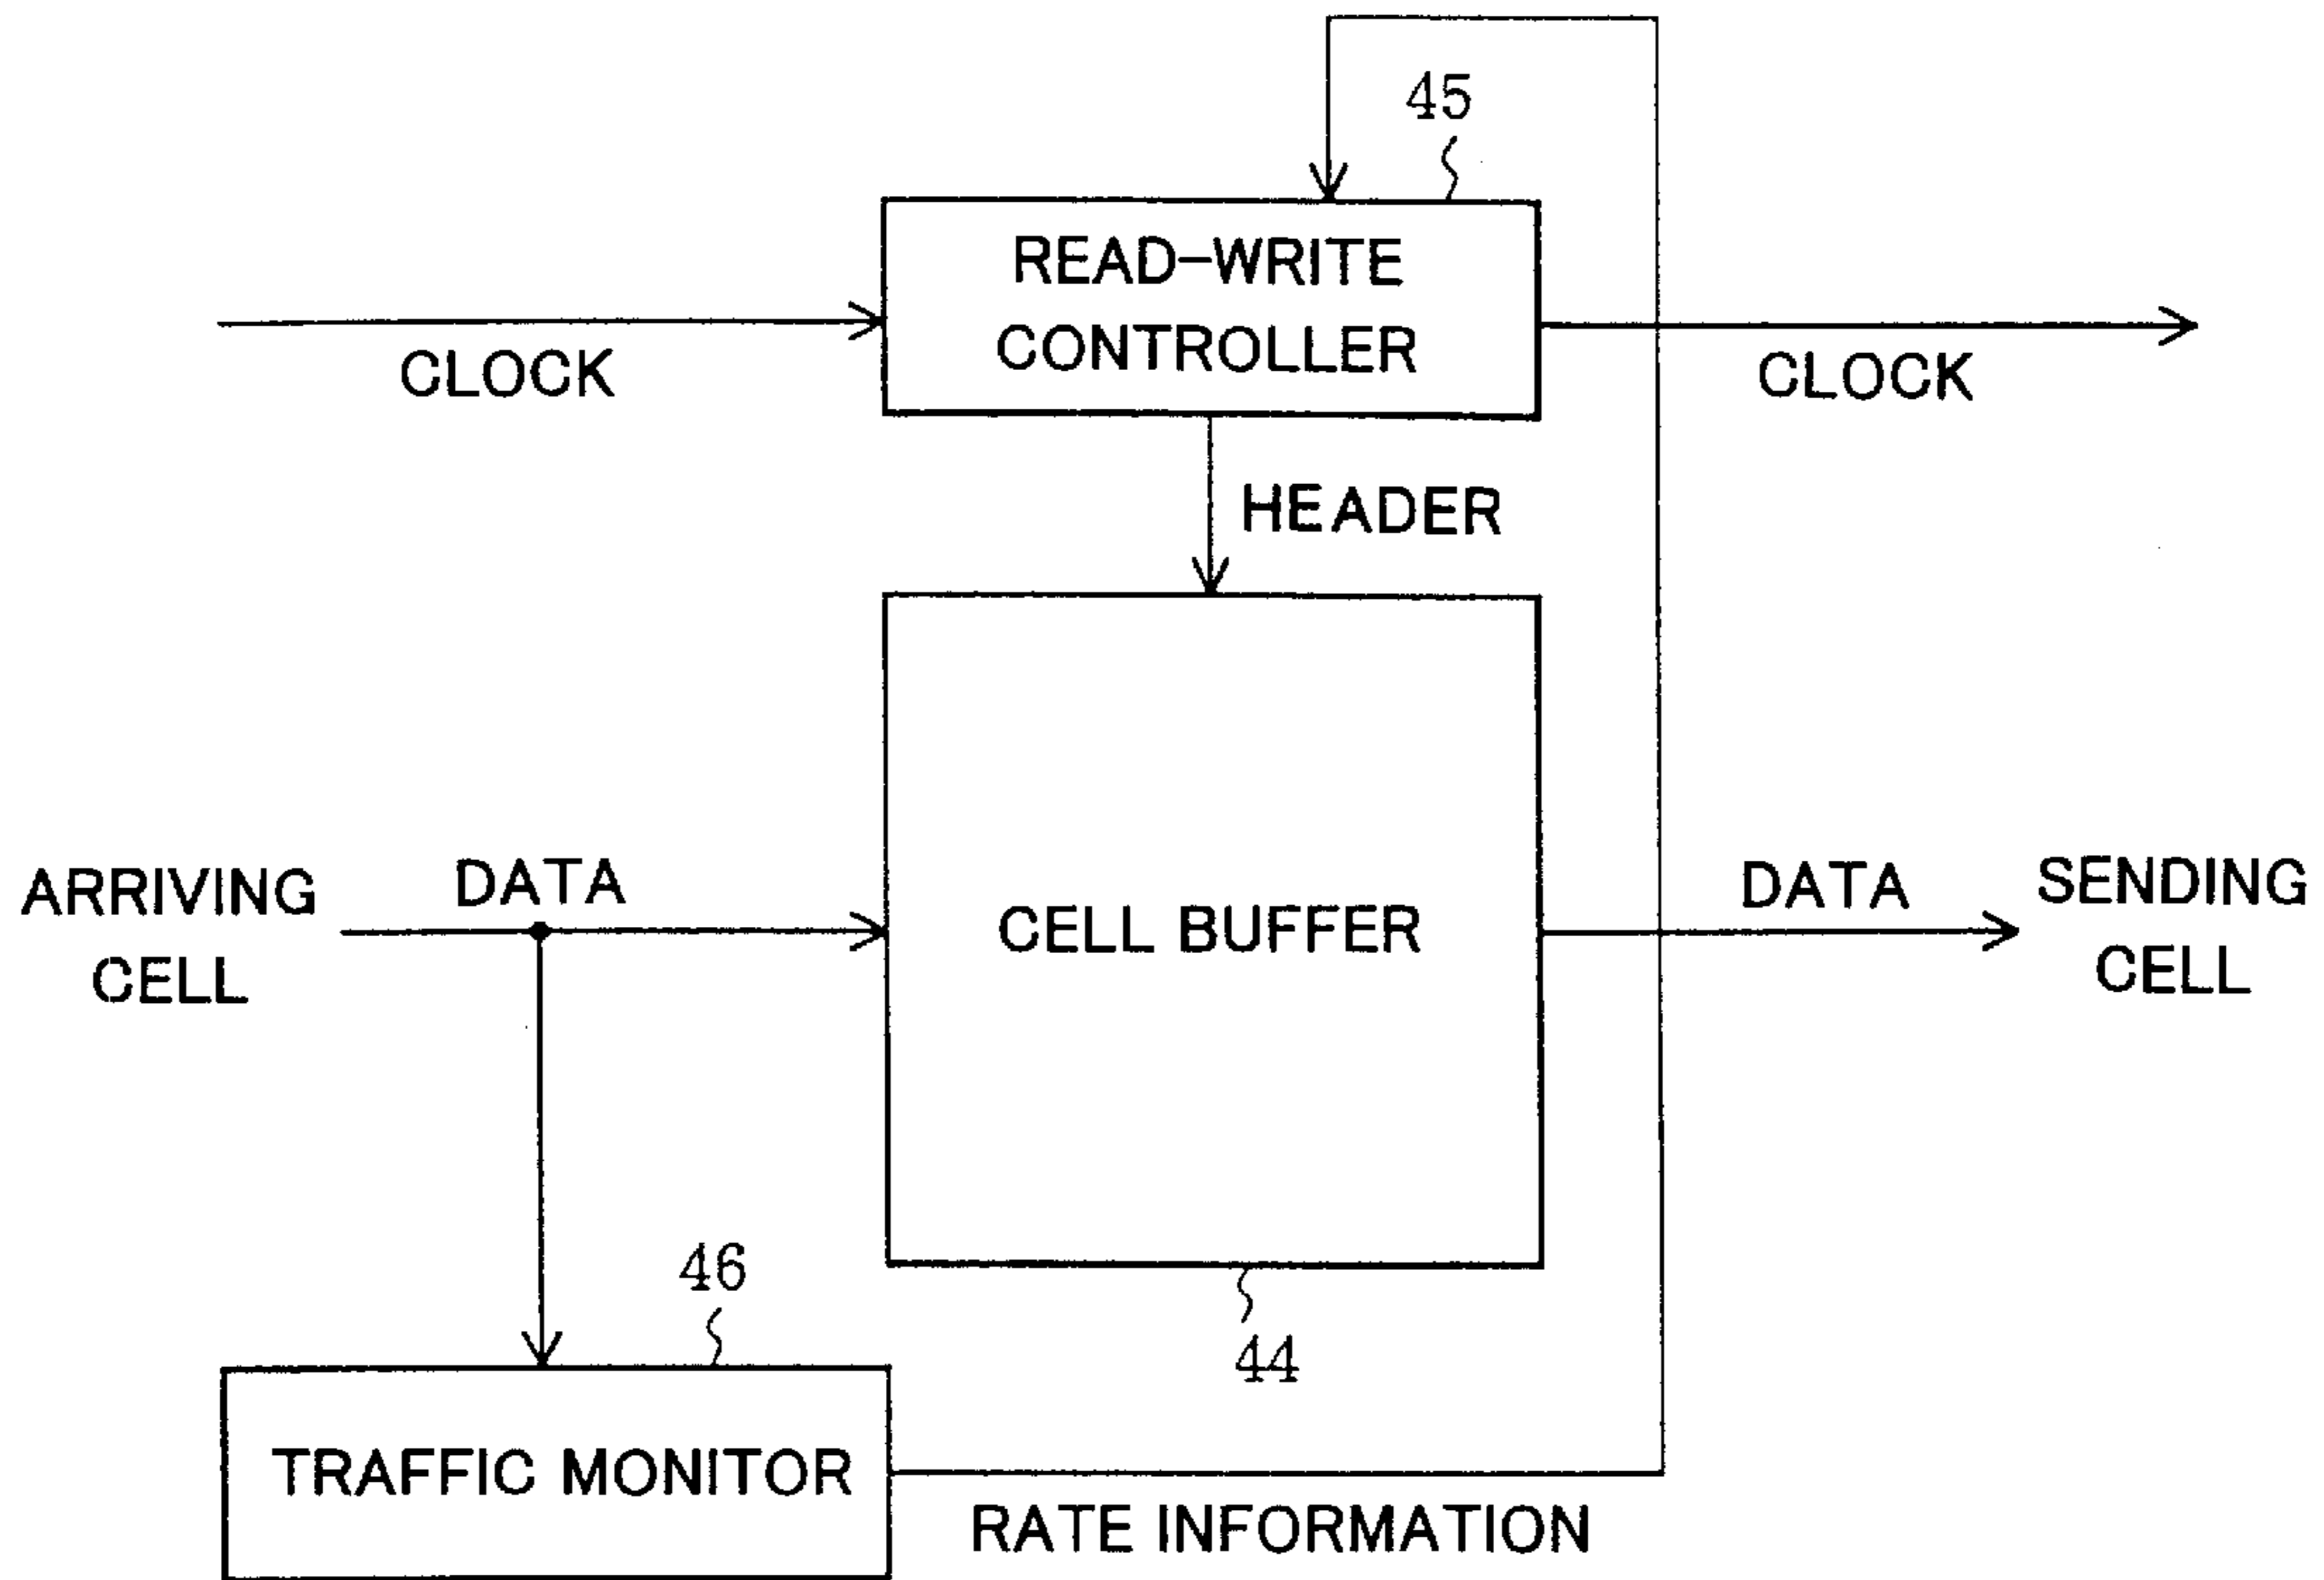 45
READ-WRITE
CONTROLLER
CLOCK
CLOCK
HEADER
ARRIVING
CELL
DATA
CELL BUFFER
DATA
SENDING
CELL
46
44
TRAFFIC MONITOR
RATE INFORMATION